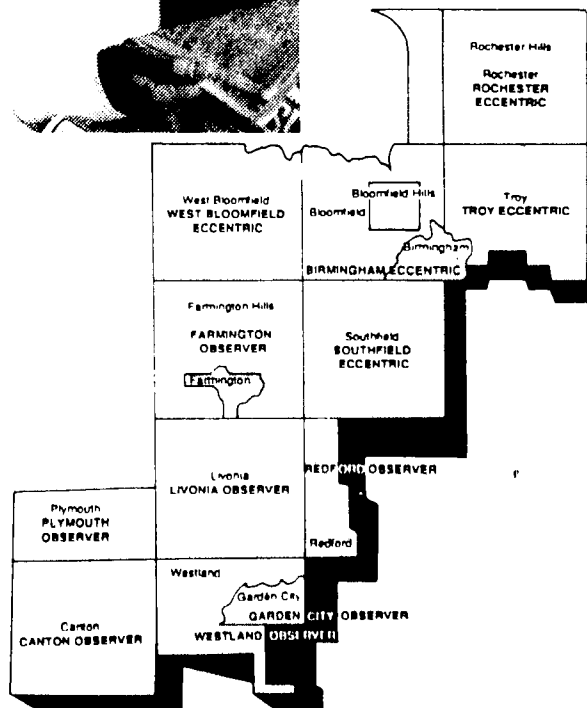 Rochester Hills
Rochester
ROCHESTER
ECCENTRIC
West Bloomfield
WEST BLOOMFIELD
ECCENTRIC
Bloomfield Hills
Bloomfield
Birmingham
BIRMINGHAM ECCENTRIC
Troy
TROY ECCENTRIC
Farmington Hills
FARMINGTON
OBSERVER
Farmington
Southfield
SOUTHFIELD
ECCENTRIC
Livonia
LIVONIA OBSERVER
REDFORD OBSERVER
Redford
Plymouth
PLYMOUTH
OBSERVER
Westland
Garden City
GARDEN CITY OBSERVER
WESTLAND OBSERVER
Canton
CANTON OBSERVER